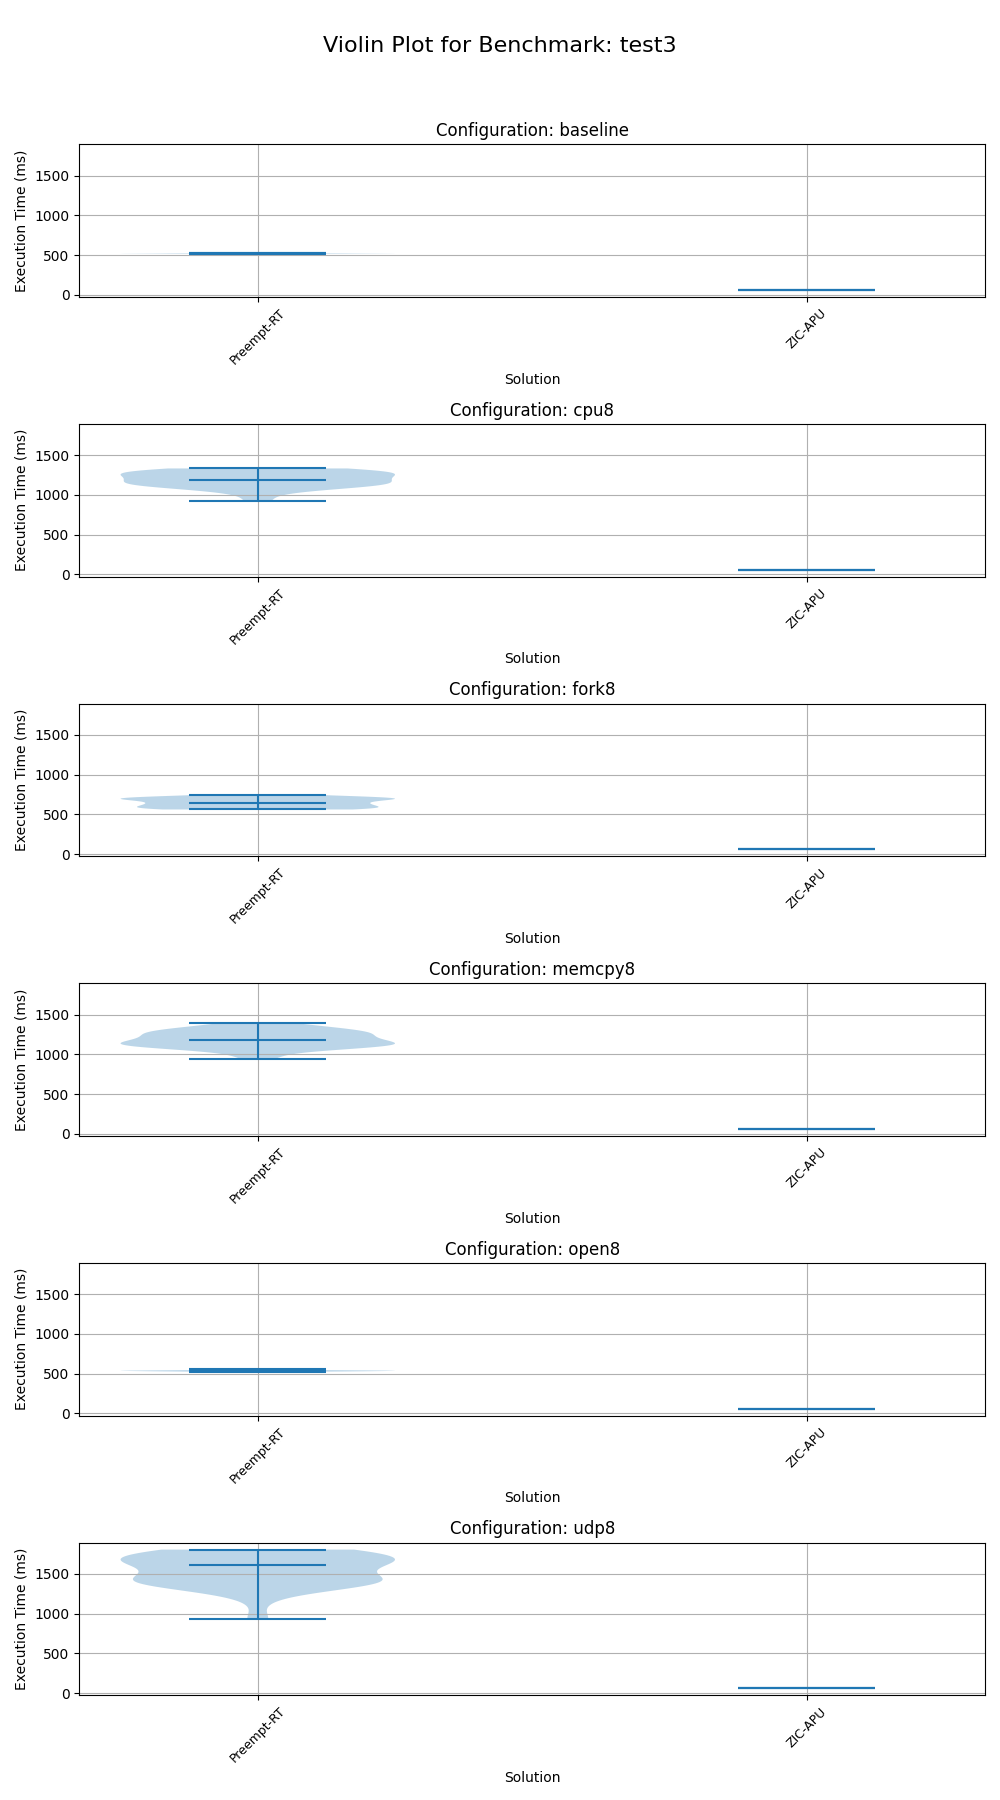 Violin Plot for Benchmark: test3
Configuration: baseline
Execution Time (ms)
1500
1000
500
0
Preempt-RT
ZIC-APU
Solution
Configuration: cpu8
Execution Time (ms)
1500
1000
500
0
Preempt-RT
ZIC-APU
Solution
Configuration: fork8
Execution Time (ms)
1500
1000
500
0
Preempt-RT
ZIC-APU
Solution
Configuration: memcpy8
Execution Time (ms)
1500
1000
500
0
Preempt-RT
ZIC-APU
Solution
Configuration: open8
Execution Time (ms)
1500
1000
500
0
Preempt-RT
ZIC-APU
Solution
Configuration: udp8
Execution Time (ms)
1500
1000
500
0
Preempt-RT
ZIC-APU
Solution